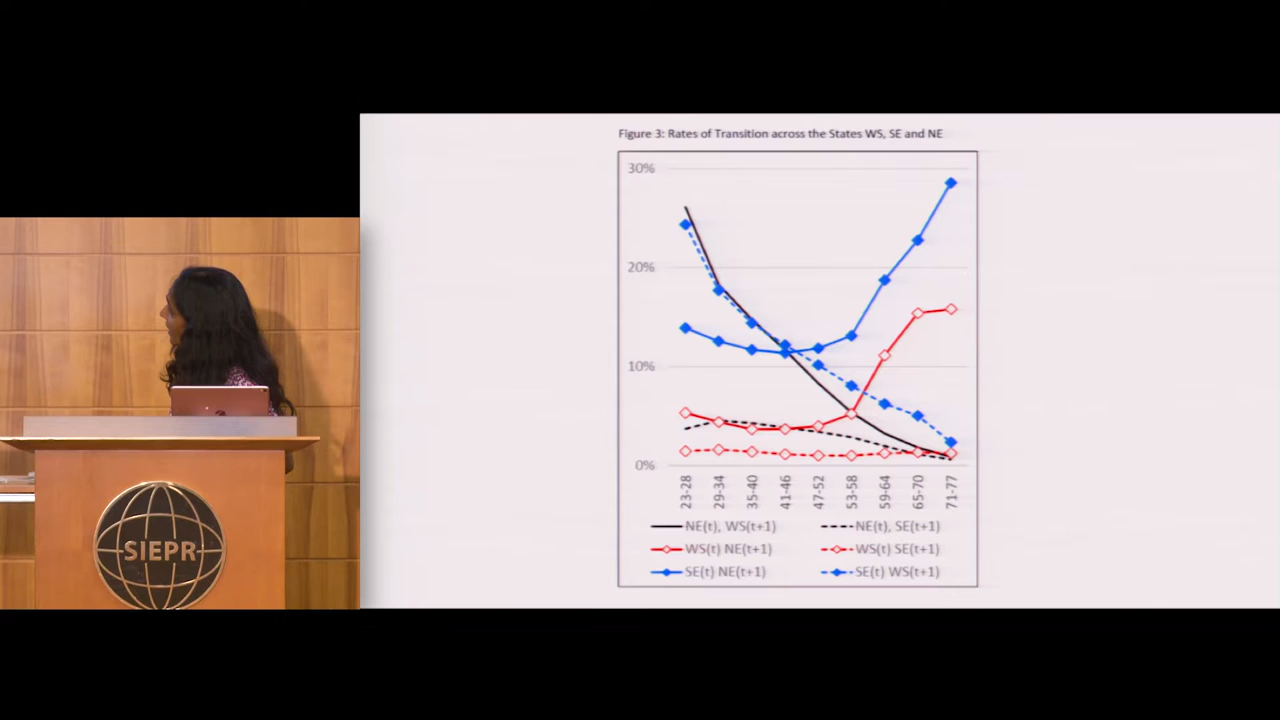 Figure 3: Rates of Transition across the States WS, SE and NE
30%
20%
10%
0%
23-28
29-34
35-40
41-46
47-52
53-58
59-64
65-70
71-77
NE(t), WS(t+1)
NE(t), SE(t+1)
WS(t) NE(t+1)
WS(t) SE(t+1)
SE(t) NE(t+1)
SE(t) WS(t+1)
SIEPR